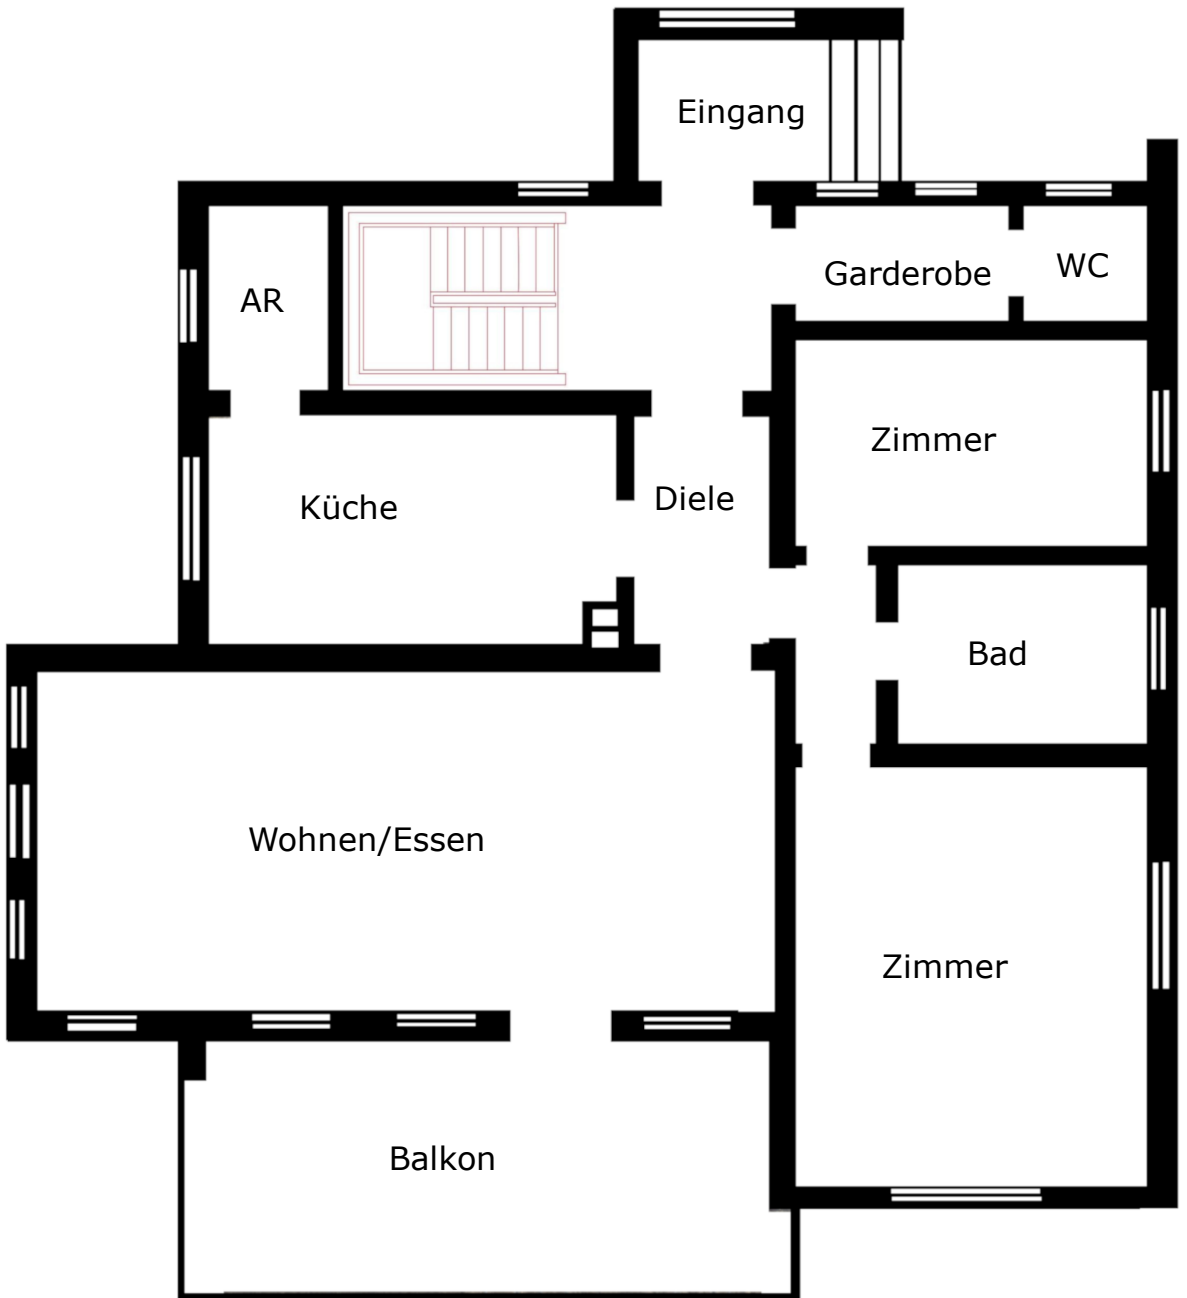 Eingang
Garderobe
WC
AR
Zimmer
Küche
Diele
Bad
Wohnen/Essen
Zimmer
Balkon